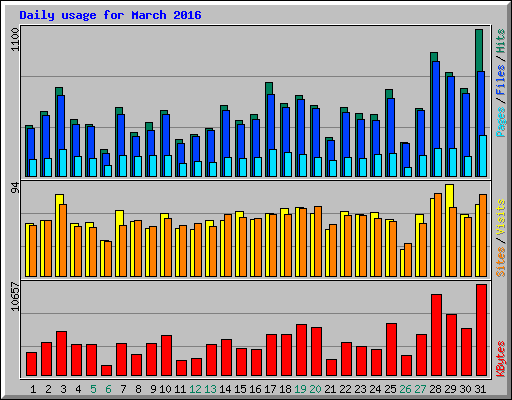 Daily usage for March 2016
1100
Pages / Files / Hits
94
Sites / Visits
10657
KBytes
1 2 3 4 5 6 7 8 9 10 11 12 13 14 15 16 17 18 19 20 21 22 23 24 25 26 27 28 29 30 31